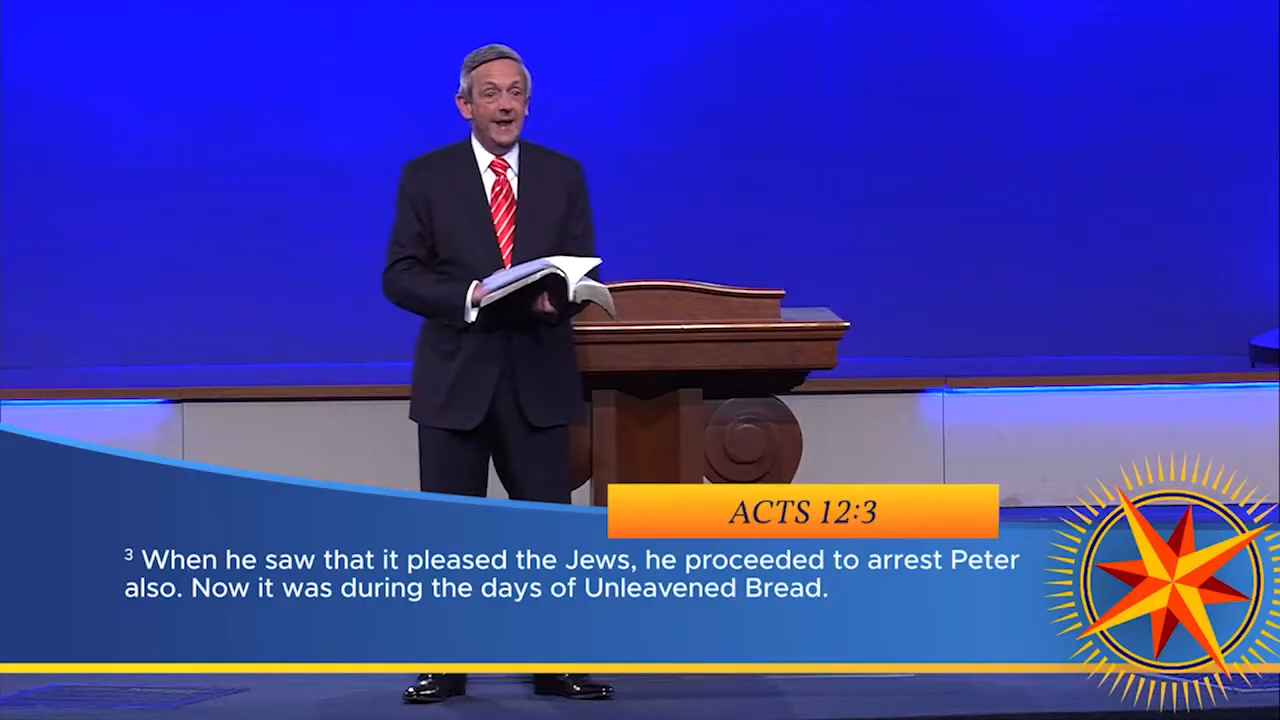 ACTS 12:3
³ When he saw that it pleased the Jews, he proceeded to arrest Peter
also. Now it was during the days of Unleavened Bread.